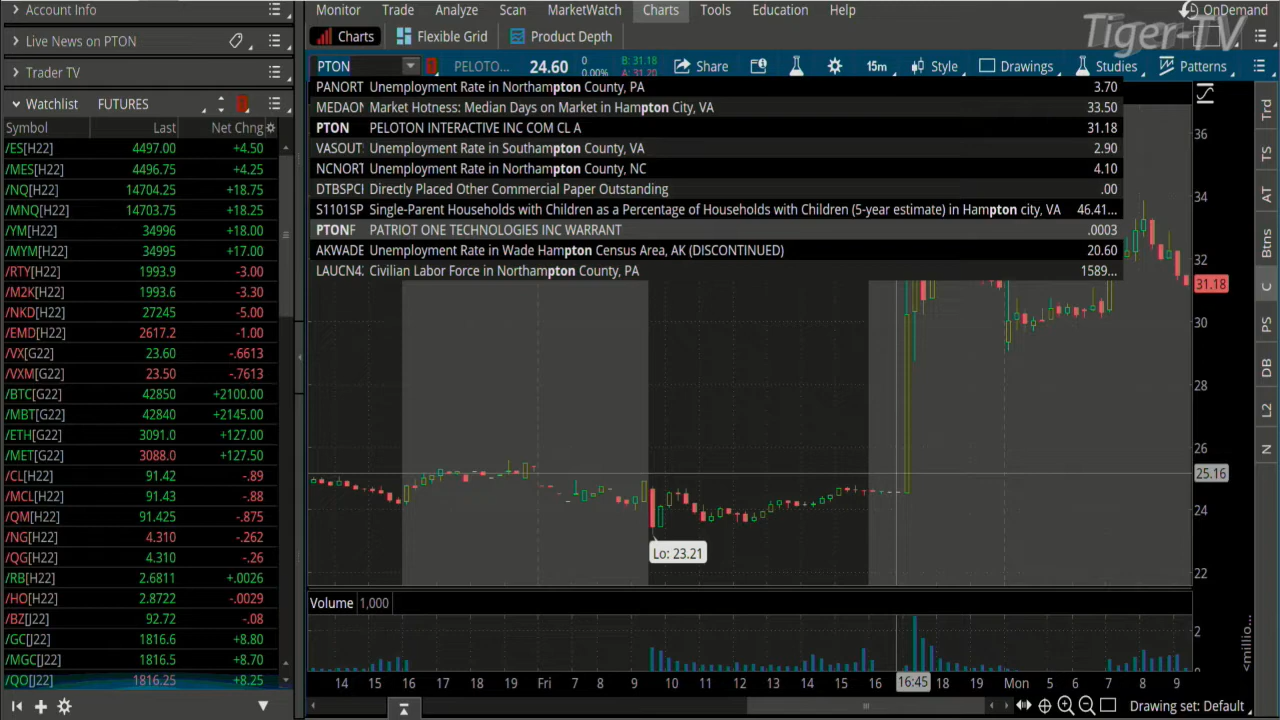 Account Info
Live News on PTON
Trader TV
Watchlist FUTURES
Symbol Last Net Chng
/ES[H22] 4497.00 +4.50
/MES[H22] 4496.75 +4.25
/NQ[H22] 14704.25 +18.75
/MNQ[H22] 14703.75 +18.25
/YM[H22] 34996 +18.00
/MYM[H22] 34995 +17.00
/RTY[H22] 1993.9 -3.00
/M2K[H22] 1993.6 -3.30
/NKD[H22] 27245 -5.00
/EMD[H22] 2617.2 -1.00
/VX[G22] 23.60 -.6613
/VXM[G22] 23.50 -.7613
/BTC[G22] 42850 +2100.00
/MBT[G22] 42840 +2145.00
/ETH[G22] 3091.0 +127.00
/MET[G22] 3088.0 +127.50
/CL[H22] 91.42 -.89
/MCL[H22] 91.43 -.88
/QM[H22] 91.425 -.875
/NG[H22] 4.310 -.262
/QG[H22] 4.310 -.26
/RB[H22] 2.6811 +.0026
/HO[H22] 2.8722 -.0029
/BZ[J22] 92.72 -.08
/GC[J22] 1816.6 +8.80
/MGC[J22] 1816.5 +8.70
/QO[J22] 1816.25 +8.25
Monitor Trade Analyze Scan MarketWatch Charts Tools Education Help OnDemand
Tiger-TV
Charts Flexible Grid Product Depth
PTON PELOTO... 24.60 0 0.00% B: 31.18 A: 31.20 Share 15m Style Drawings Studies Patterns
PANORT Unemployment Rate in Northampton County, PA 3.70
MEDAON Market Hotness: Median Days on Market in Hampton City, VA 33.50
PTON PELOTON INTERACTIVE INC COM CL A 31.18
VASOUT Unemployment Rate in Southampton County, VA 2.90
NCNORT Unemployment Rate in Northampton County, NC 4.10
DTBSPCI Directly Placed Other Commercial Paper Outstanding .00
S1101SP Single-Parent Households with Children as a Percentage of Households with Children (5-year estimate) in Hampton city, VA 46.41...
PTONF PATRIOT ONE TECHNOLOGIES INC WARRANT .0003
AKWADE Unemployment Rate in Wade Hampton Census Area, AK (DISCONTINUED) 20.60
LAUCN4 Civilian Labor Force in Northampton County, PA 1589...
36
34
32
31.18
30
28
26
25.16
24
22
Lo: 23.21
Volume 1,000
2
<millio...
14 15 16 17 18 19 Fri 7 8 9 10 11 12 13 14 15 16 16:45 18 19 Mon 5 6 7 8 9
Drawing set: Default
Trd
TS
AT
Btns
C
PS
DB
L2
N